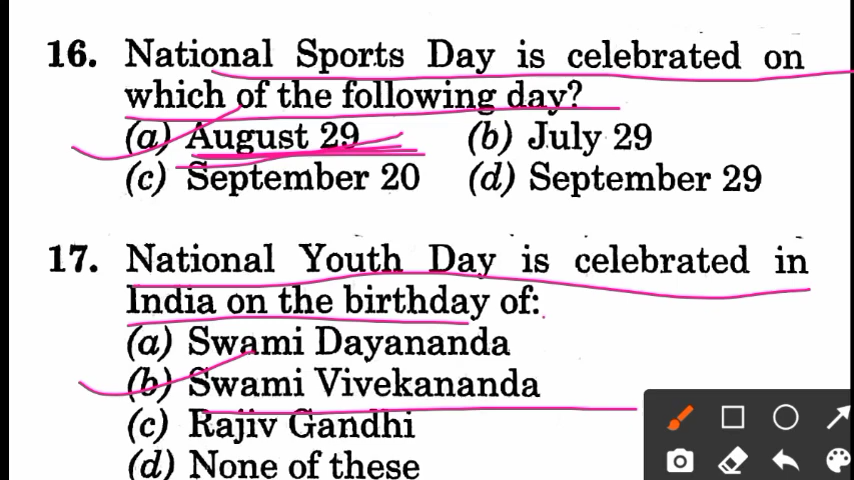 16. National Sports Day is celebrated on
which of the following day?
(a) August 29 (b) July 29
(c) September 20 (d) September 29
17. National Youth Day is celebrated in
India on the birthday of:
(a) Swami Dayananda
(b) Swami Vivekananda
(c) Rajiv Gandhi
(d) None of these